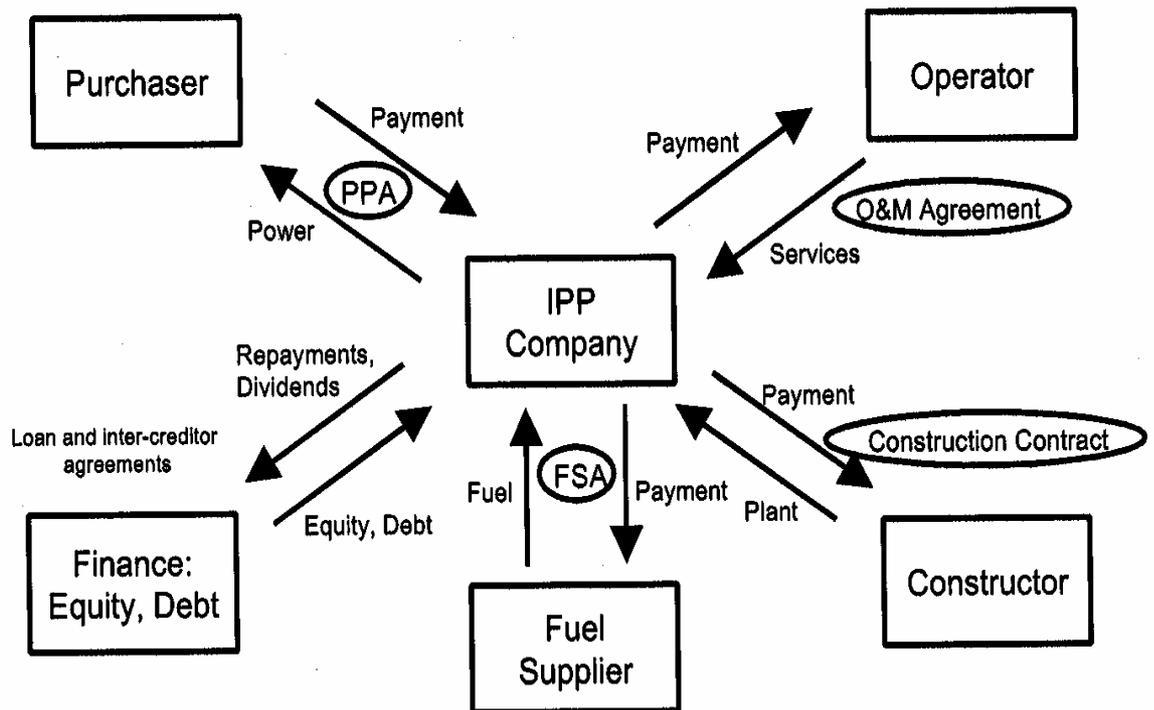 Purchaser
Operator
Payment
Payment
PPA
O&M Agreement
Power
Services
IPP
Company
Repayments,
Dividends
Payment
Loan and inter-creditor
agreements
Construction Contract
Fuel
FSA
Payment
Plant
Equity, Debt
Finance:
Equity, Debt
Constructor
Fuel
Supplier